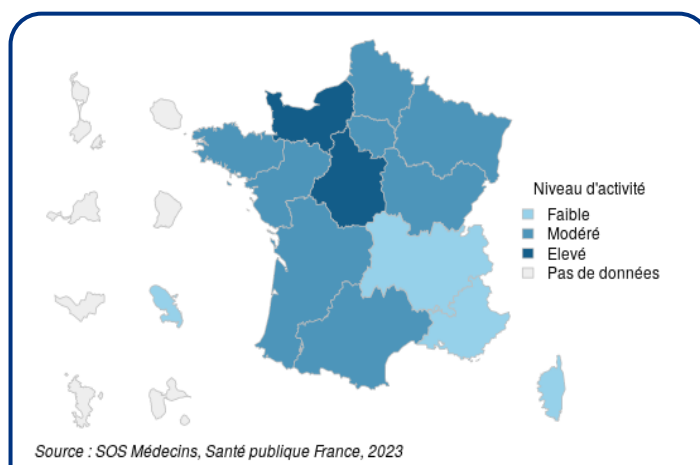 Niveau d'activité
Faible
Modéré
Elevé
Pas de données
Source : SOS Médecins, Santé publique France, 2023